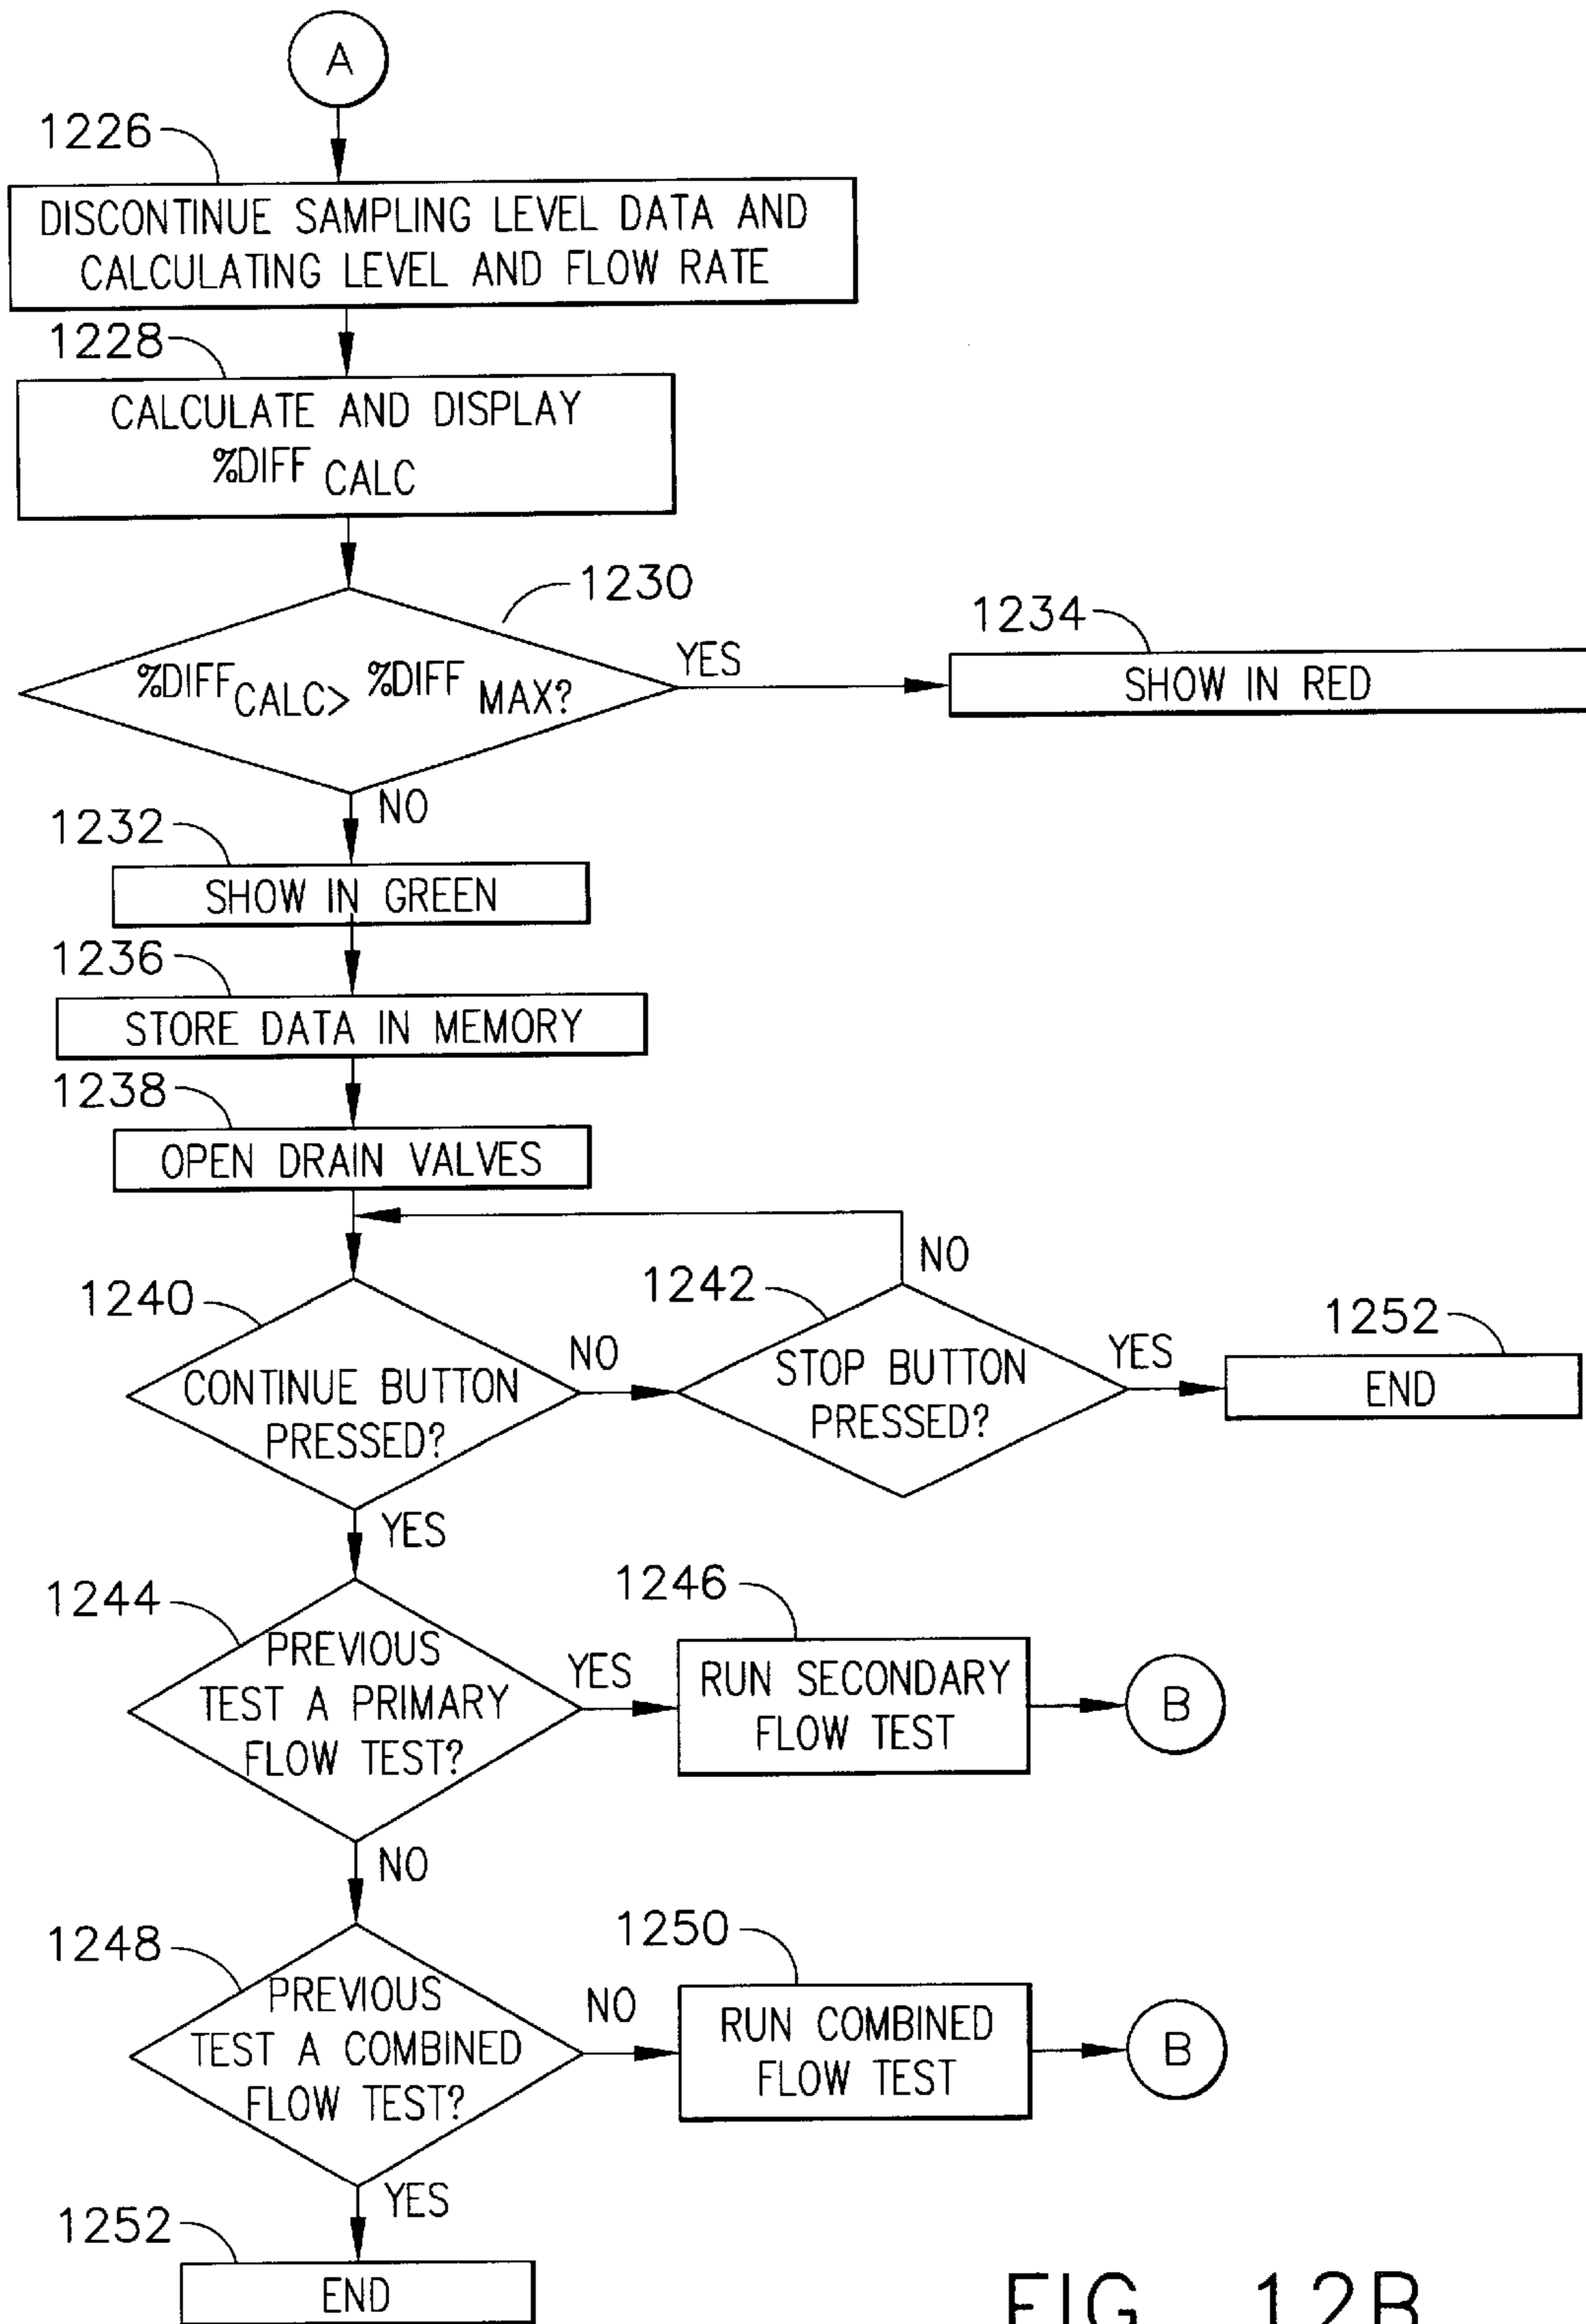 A
1226
DISCONTINUE SAMPLING LEVEL DATA AND
CALCULATING LEVEL AND FLOW RATE
1228
CALCULATE AND DISPLAY
%DIFF CALC
1230
%DIFF CALC > %DIFF MAX?
YES
1234
SHOW IN RED
NO
1232
SHOW IN GREEN
1236
STORE DATA IN MEMORY
1238
OPEN DRAIN VALVES
1240
CONTINUE BUTTON
PRESSED?
NO
1242
STOP BUTTON
PRESSED?
NO
YES
1252
END
YES
1244
PREVIOUS
TEST A PRIMARY
FLOW TEST?
YES
1246
RUN SECONDARY
FLOW TEST
B
NO
1248
PREVIOUS
TEST A COMBINED
FLOW TEST?
NO
1250
RUN COMBINED
FLOW TEST
B
YES
1252
END
FIG. 12B